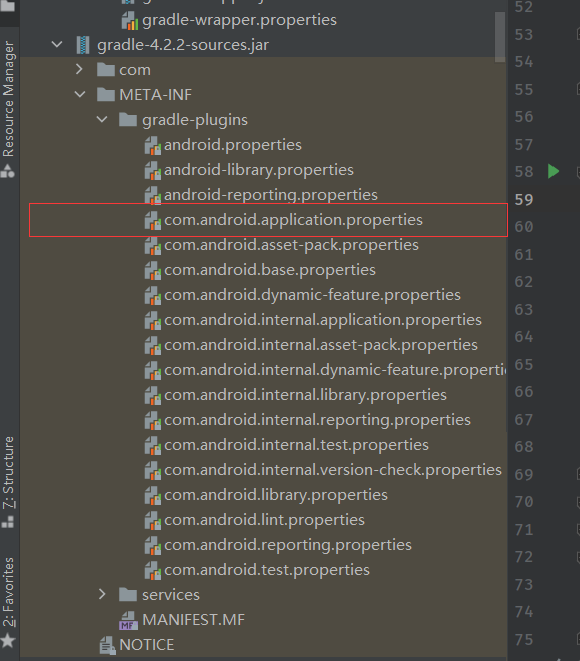 gradle-wrapper.properties
gradle-4.2.2-sources.jar
com
META-INF
gradle-plugins
android.properties
android-library.properties
android-reporting.properties
com.android.application.properties
com.android.asset-pack.properties
com.android.base.properties
com.android.dynamic-feature.properties
com.android.internal.application.properties
com.android.internal.asset-pack.properties
com.android.internal.dynamic-feature.propertie
com.android.internal.library.properties
com.android.internal.reporting.properties
com.android.internal.test.properties
com.android.internal.version-check.properties
com.android.library.properties
com.android.lint.properties
com.android.reporting.properties
com.android.test.properties
services
MANIFEST.MF
NOTICE
Resource Manager
7: Structure
2: Favorites
52
53
54
55
56
57
58
59
60
61
62
63
64
65
66
67
68
69
70
71
72
73
74
75